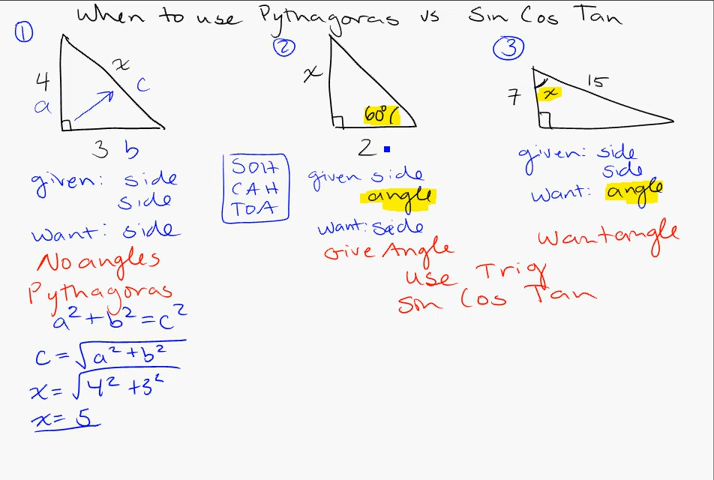 When to use Pythagoras vs Sin Cos Tan
①
4
a
x
c
3 b
given: side
side
want: side
No angles
Pythagoras
a² + b² = c²
c = √a² + b²
x = √4² + 3²
x = 5
SOH
CAH
TOA
②
x
60°
2
given side
angle
want: side
Give Angle
③
7
x
15
given: side
side
want: angle
Want angle
use Trig
Sin Cos Tan